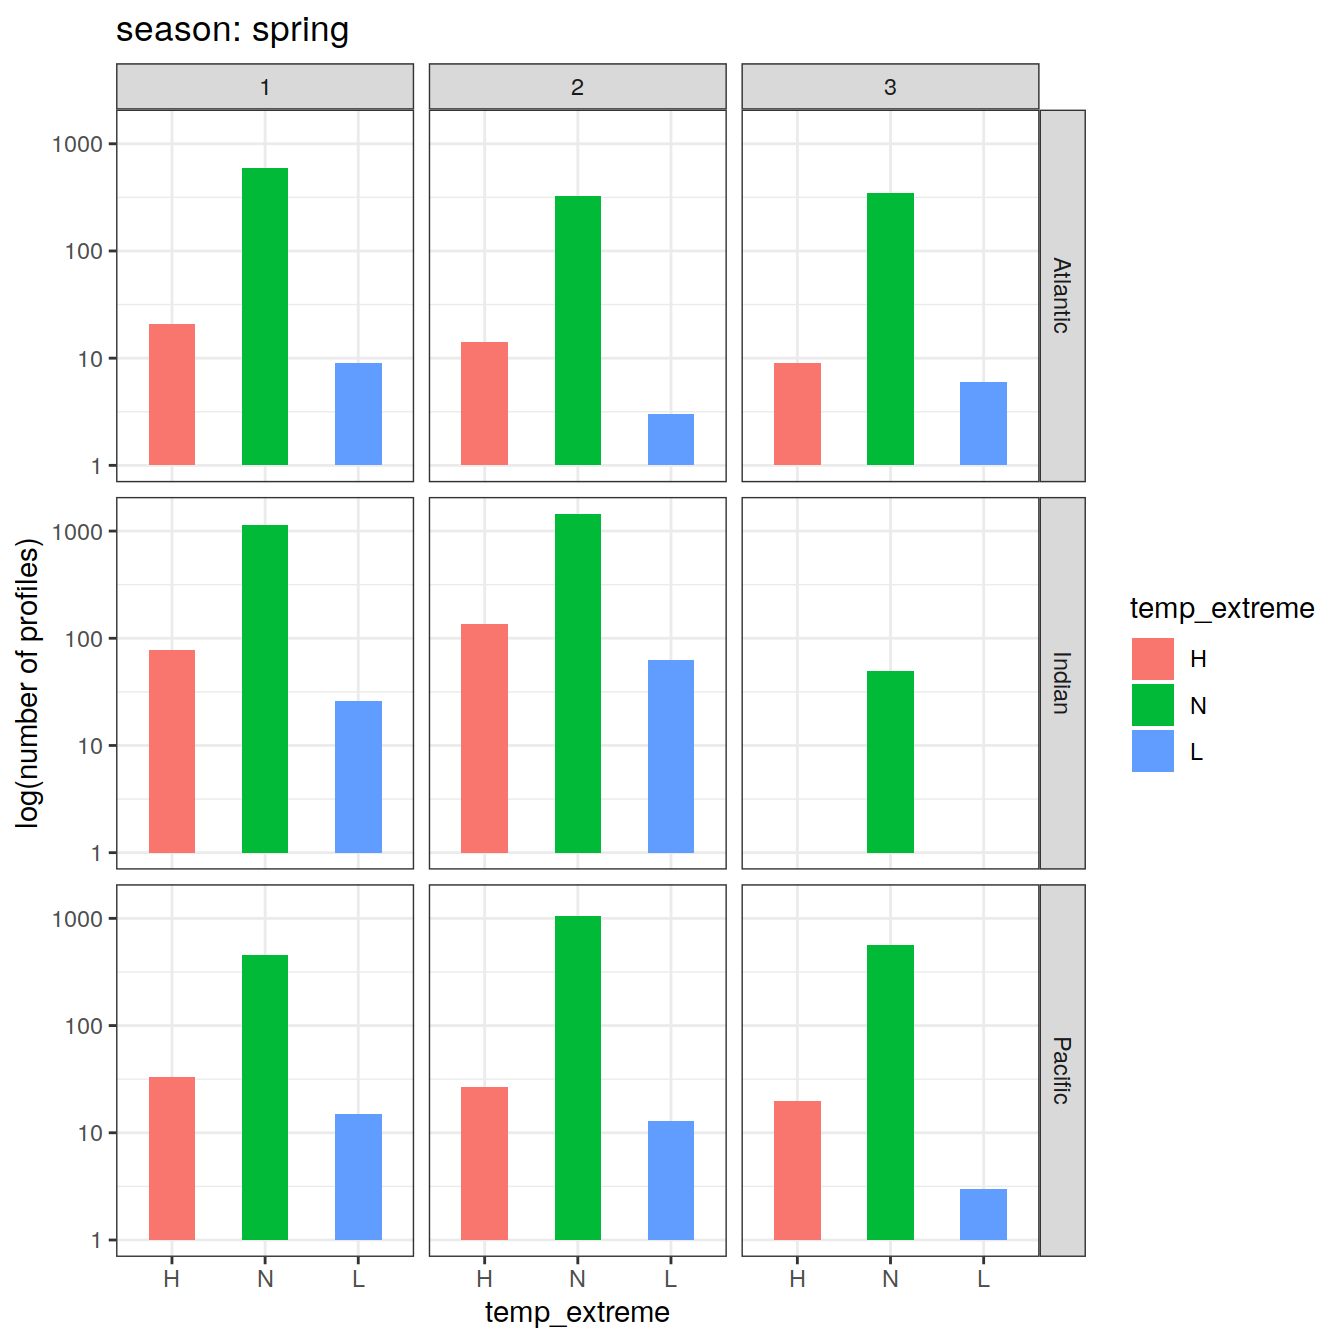 season: spring
1 2 3
1000
100
10
1
Atlantic
1000
100
10
1
Indian
1000
100
10
1
Pacific
log(number of profiles)
H N L H N L H N L
temp_extreme
temp_extreme
H
N
L